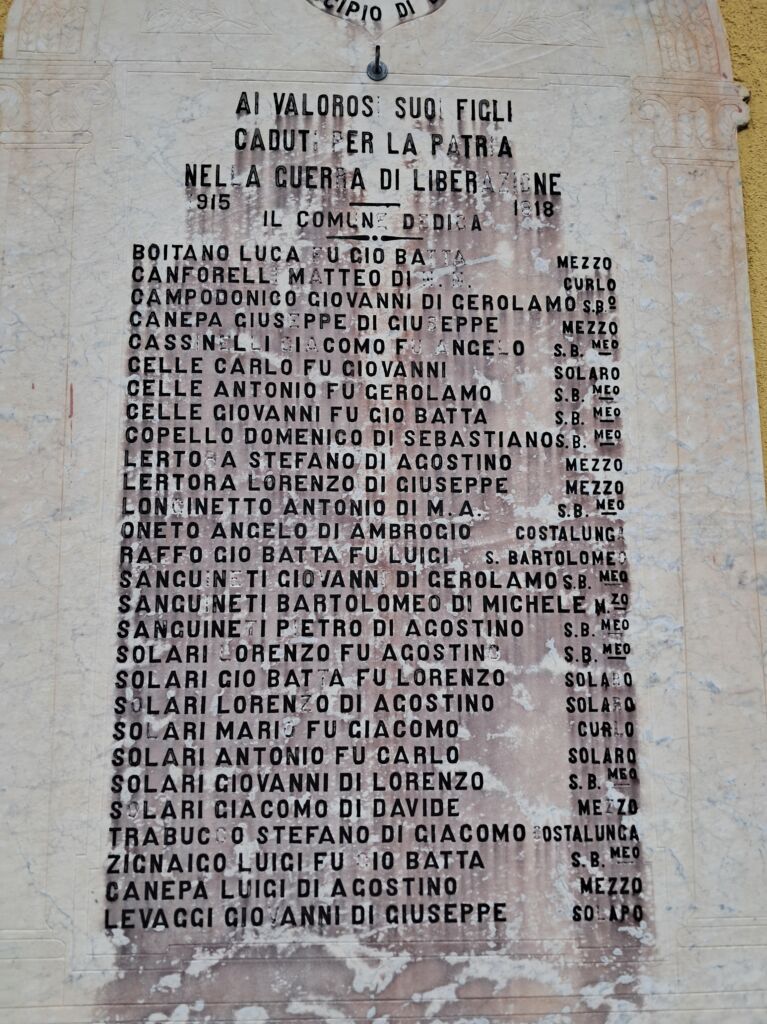 CIPIO DI
AI VALOROSI SUOI FIGLI
CADUTI PER LA PATRIA
NELLA GUERRA DI LIBERAZIONE
1915 1918
IL COMUNE DEDICA
BOITANO LUCA FU GIO BATTA MEZZO
CANFORELLI MATTEO DI CURLO
CAMPODONICO GIOVANNI DI GEROLAMO S.B.º
CANEPA GIUSEPPE DI GIUSEPPE MEZZO
CASSINELLI GIACOMO FU ANGELO S.B. MEO
CELLE CARLO FU GIOVANNI SOLARO
CELLE ANTONIO FU GEROLAMO S.B. MEO
CELLE GIOVANNI FU GIO BATTA S.B. MEO
COPELLO DOMENICO DI SEBASTIANO S.B. MEO
LERTORA STEFANO DI AGOSTINO MEZZO
LERTORA LORENZO DI GIUSEPPE MEZZO
LONGINETTO ANTONIO DI M.A. S.B. MEO
ONETO ANGELO DI AMBROGIO COSTALUNGA
RAFFO GIO BATTA FU LUIGI S. BARTOLOMEO
SANGUINETI GIOVANNI DI GEROLAMO S.B. MEO
SANGUINETI BARTOLOMEO DI MICHELE M.ZO
SANGUINETI PIETRO DI AGOSTINO S.B. MEO
SOLARI LORENZO FU AGOSTINO S.B. MEO
SOLARI GIO BATTA FU LORENZO SOLARO
SOLARI LORENZO DI AGOSTINO SOLARO
SOLARI MARIO FU GIACOMO CURLO
SOLARI ANTONIO FU CARLO SOLARO
SOLARI GIOVANNI DI LORENZO S.B. MEO
SOLARI GIACOMO DI DAVIDE MEZZO
TRABUCCO STEFANO DI GIACOMO COSTALUNGA
ZIGNAIGO LUIGI FU GIO BATTA S.B. MEO
CANEPA LUIGI DI AGOSTINO MEZZO
LEVAGGI GIOVANNI DI GIUSEPPE SOLARO